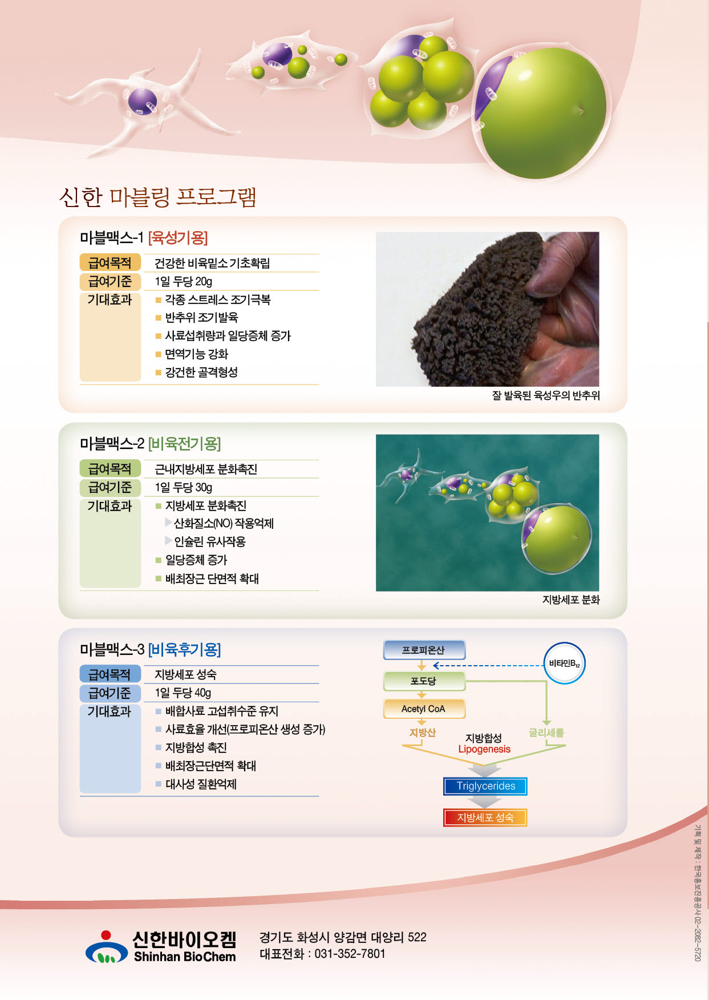 신한 마블링 프로그램
마블맥스-1 [육성기용]
급여목적 건강한 비육밑소 기초확립
급여기준 1일 두당 20g
기대효과 ■ 각종 스트레스 조기극복
■ 반추위 조기발육
■ 사료섭취량과 일당증체 증가
■ 면역기능 강화
■ 강건한 골격형성
잘 발육된 육성우의 반추위
마블맥스-2 [비육전기용]
급여목적 근내지방세포 분화촉진
급여기준 1일 두당 30g
기대효과 ■ 지방세포 분화촉진
▶산화질소(NO) 작용억제
▶인슐린 유사작용
■ 일당증체 증가
■ 배최장근 단면적 확대
지방세포 분화
마블맥스-3 [비육후기용]
급여목적 지방세포 성숙
급여기준 1일 두당 40g
기대효과 ■ 배합사료 고섭취수준 유지
■ 사료효율 개선(프로피온산 생성 증가)
■ 지방합성 촉진
■ 배최장근단면적 확대
■ 대사성 질환억제
프로피온산
비타민B12
포도당
Acetyl CoA
지방산
글리세롤
지방합성
Lipogenesis
Triglycerides
지방세포 성숙
신한바이오켐
Shinhan BioChem
경기도 화성시 양감면 대양리 522
대표전화 : 031-352-7801
기획 및 제작 : 한국홍보진흥공사 02-2082-5720